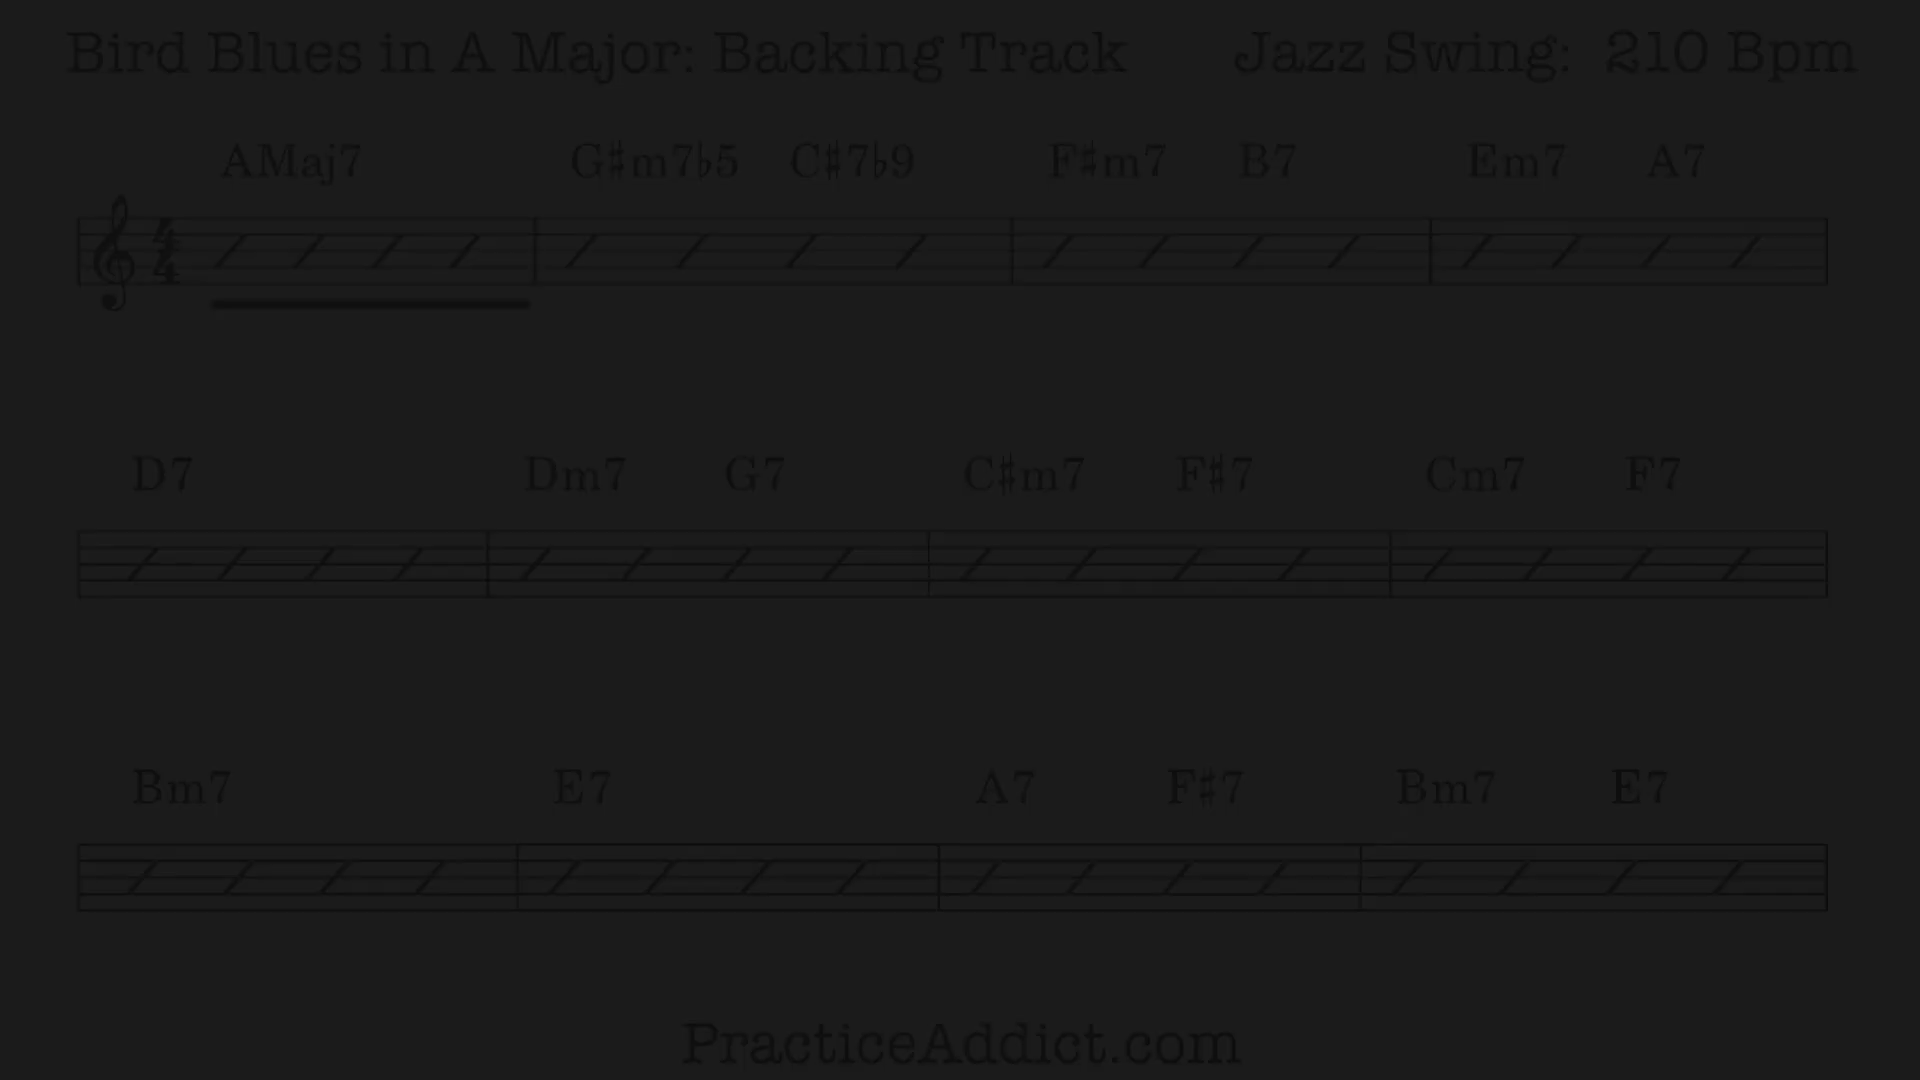 Bird Blues in A Major: Backing Track Jazz Swing: 210 Bpm
AMaj7 G♯m7♭5 C♯7♭9 F♯m7 B7 Em7 A7
4
4
D7 Dm7 G7 C♯m7 F♯7 Cm7 F7
Bm7 E7 A7 F♯7 Bm7 E7
PracticeAddict.com